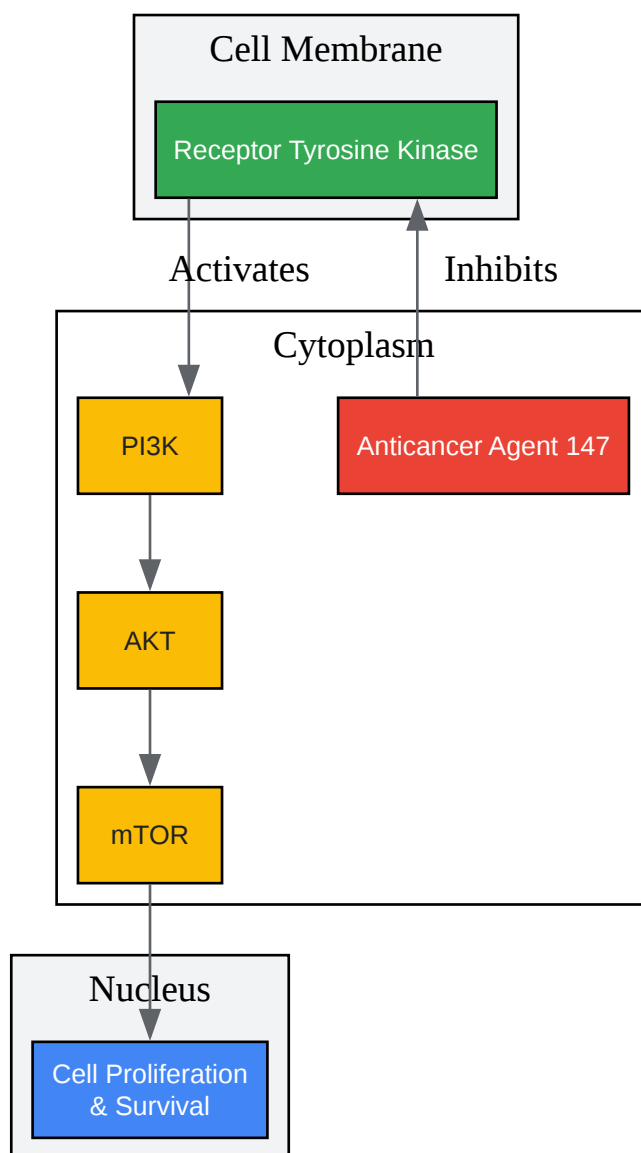 Cell Membrane
Receptor Tyrosine Kinase
Activates
Inhibits
Cytoplasm
PI3K
Anticancer Agent 147
AKT
mTOR
Nucleus
Cell Proliferation
& Survival